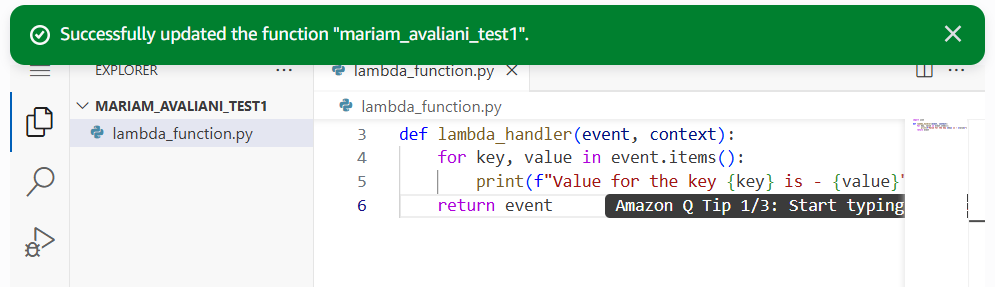 Successfully updated the function "mariam_avaliani_test1".
EXPLORER
lambda_function.py
MARIAM_AVALIANI_TEST1
lambda_function.py
lambda_function.py
3 def lambda_handler(event, context):
4 for key, value in event.items():
5 print(f"Value for the key {key} is - {value}"
6 return event Amazon Q Tip 1/3: Start typing